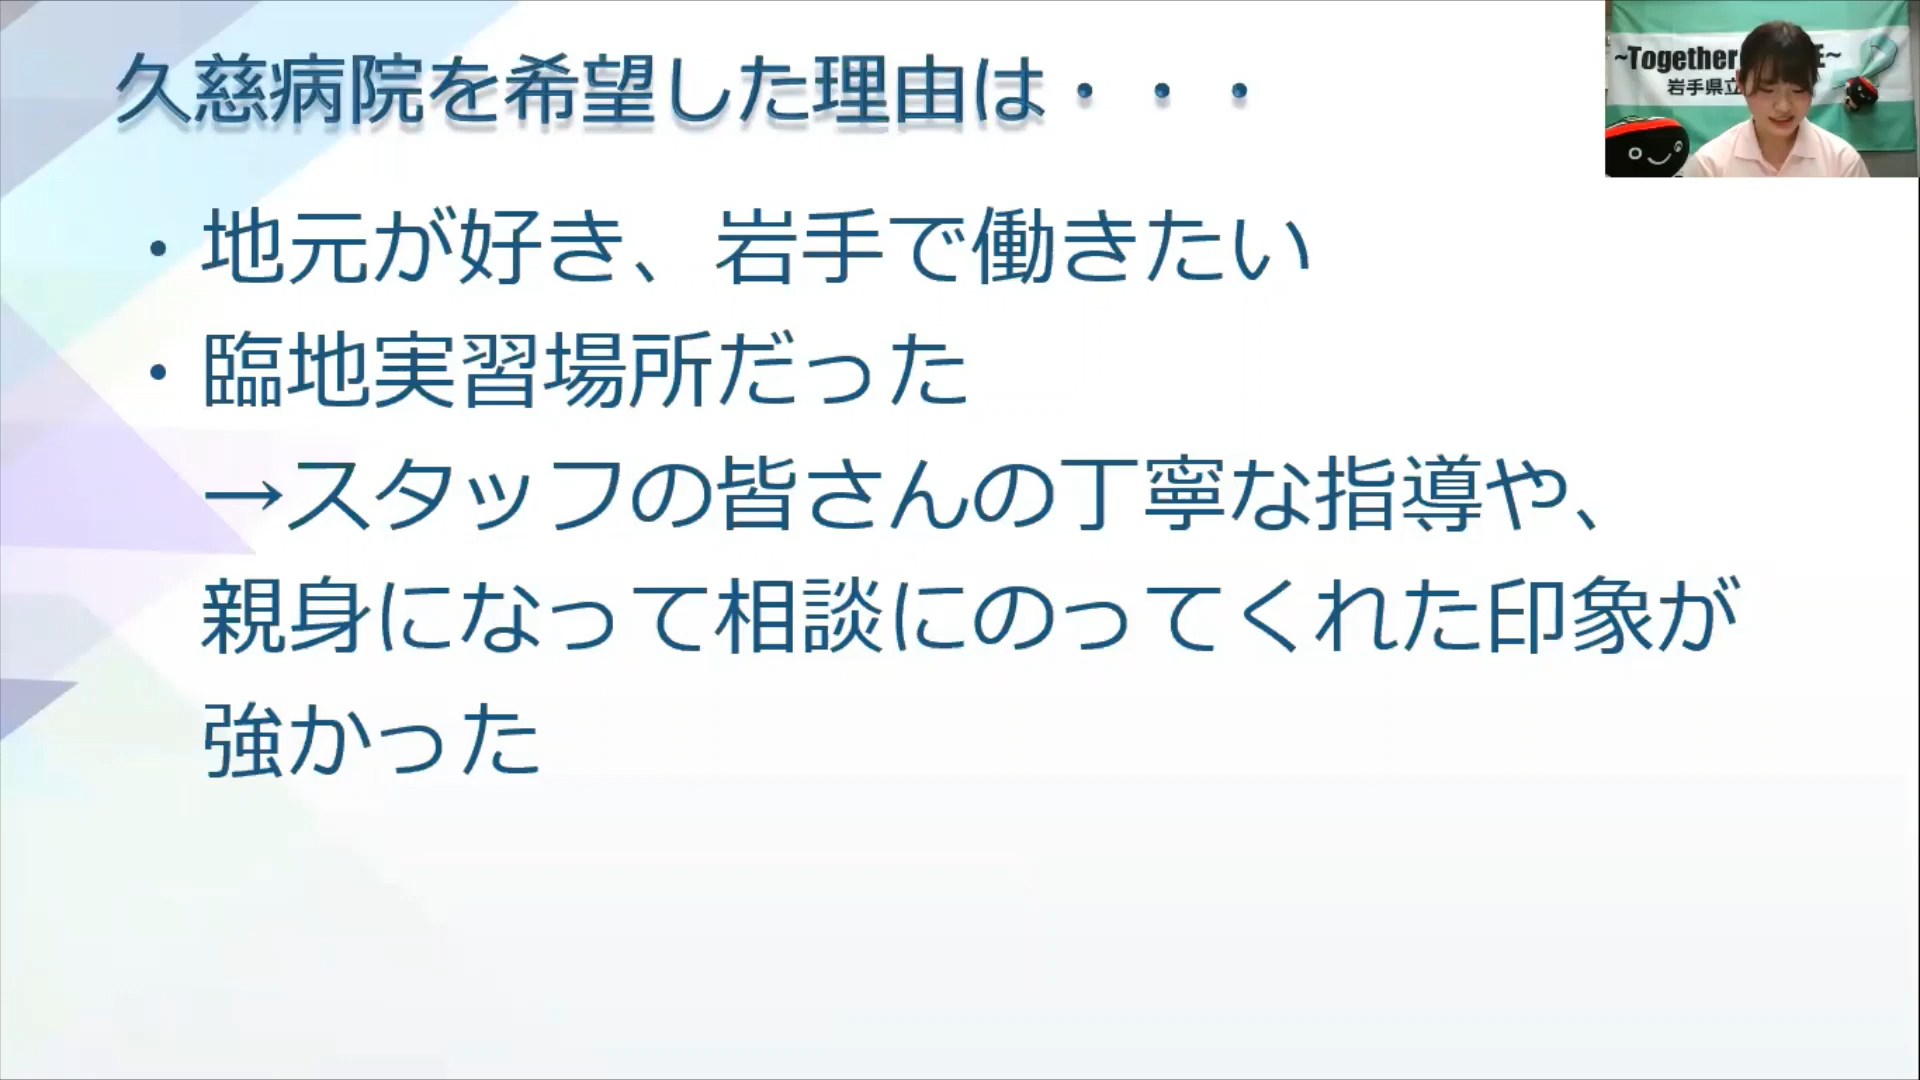 久慈病院を希望した理由は・・・
~Together
E~
岩手県立
・地元が好き、岩手で働きたい
・臨地実習場所だった
→スタッフの皆さんの丁寧な指導や、
親身になって相談にのってくれた印象が
強かった